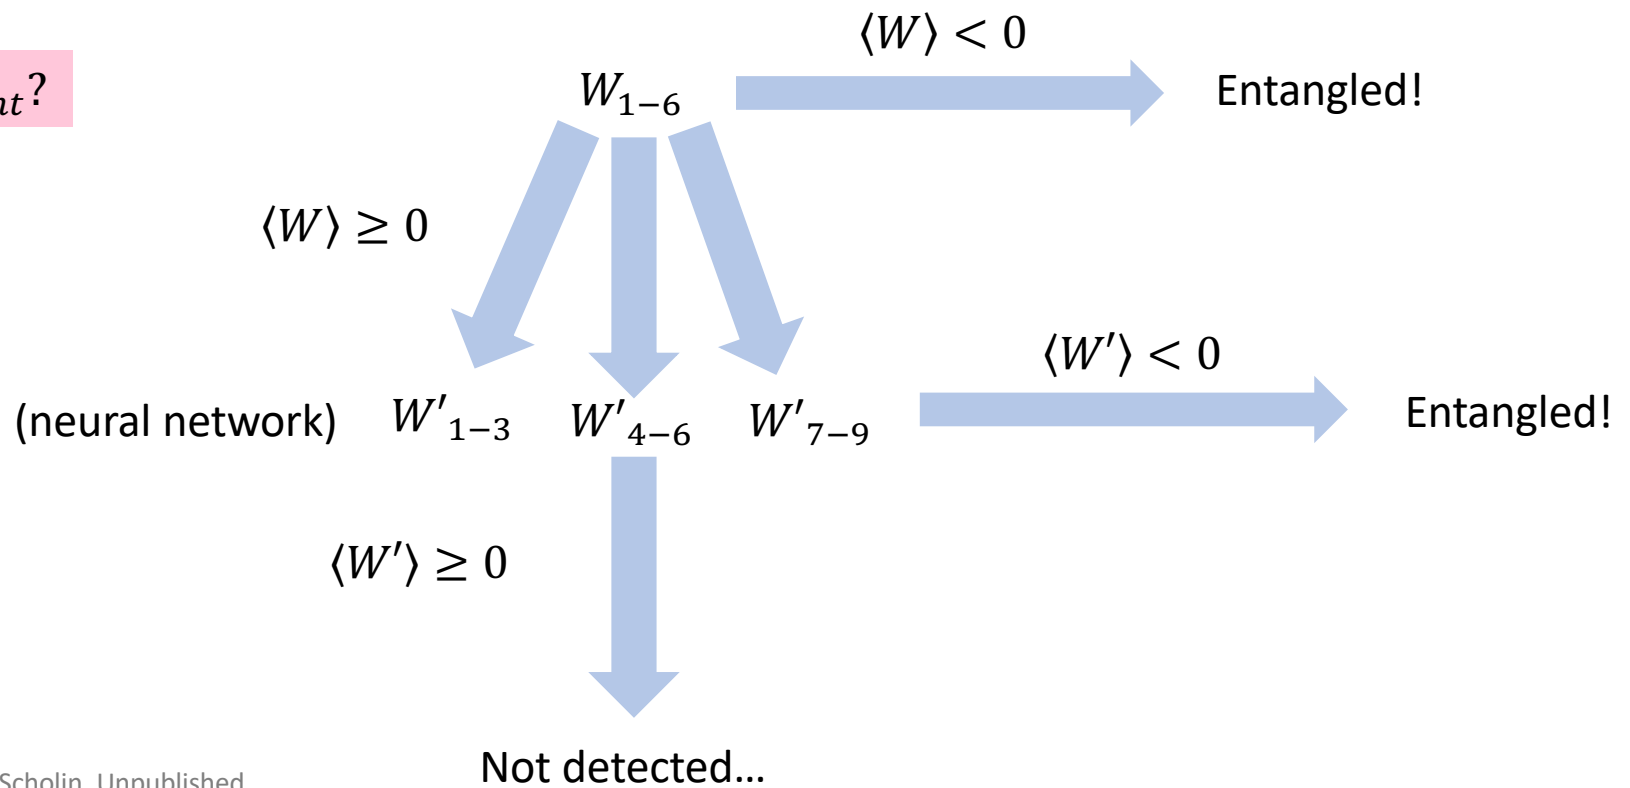 ⟨W⟩ < 0
nt?
W₁₋₆
Entangled!
⟨W⟩ ≥ 0
⟨W′⟩ < 0
(neural network) W′₁₋₃ W′₄₋₆ W′₇₋₉
Entangled!
⟨W′⟩ ≥ 0
Not detected...
Scholin, Unpublished